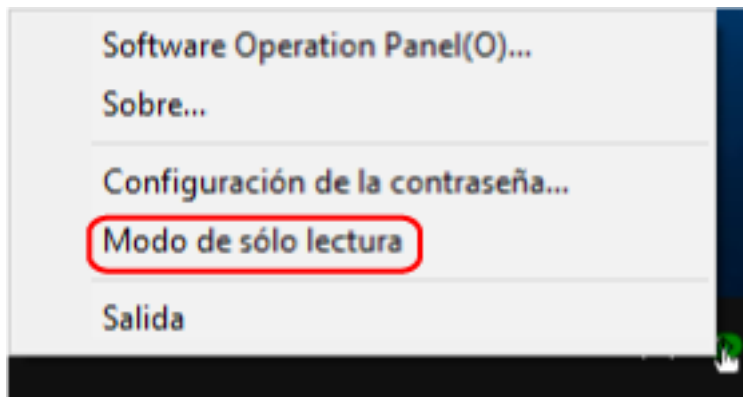 Software Operation Panel(O)...
Sobre...
Configuración de la contraseña...
Modo de sólo lectura
Salida